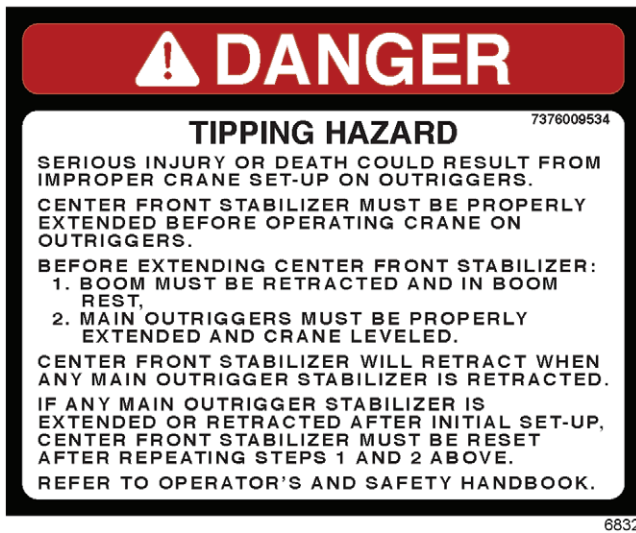 DANGER
7376009534
TIPPING HAZARD
SERIOUS INJURY OR DEATH COULD RESULT FROM
IMPROPER CRANE SET-UP ON OUTRIGGERS.
CENTER FRONT STABILIZER MUST BE PROPERLY
EXTENDED BEFORE OPERATING CRANE ON
OUTRIGGERS.
BEFORE EXTENDING CENTER FRONT STABILIZER:
1. BOOM MUST BE RETRACTED AND IN BOOM
REST,
2. MAIN OUTRIGGERS MUST BE PROPERLY
EXTENDED AND CRANE LEVELED.
CENTER FRONT STABILIZER WILL RETRACT WHEN
ANY MAIN OUTRIGGER STABILIZER IS RETRACTED.
IF ANY MAIN OUTRIGGER STABILIZER IS
EXTENDED OR RETRACTED AFTER INITIAL SET-UP,
CENTER FRONT STABILIZER MUST BE RESET
AFTER REPEATING STEPS 1 AND 2 ABOVE.
REFER TO OPERATOR'S AND SAFETY HANDBOOK.
6832